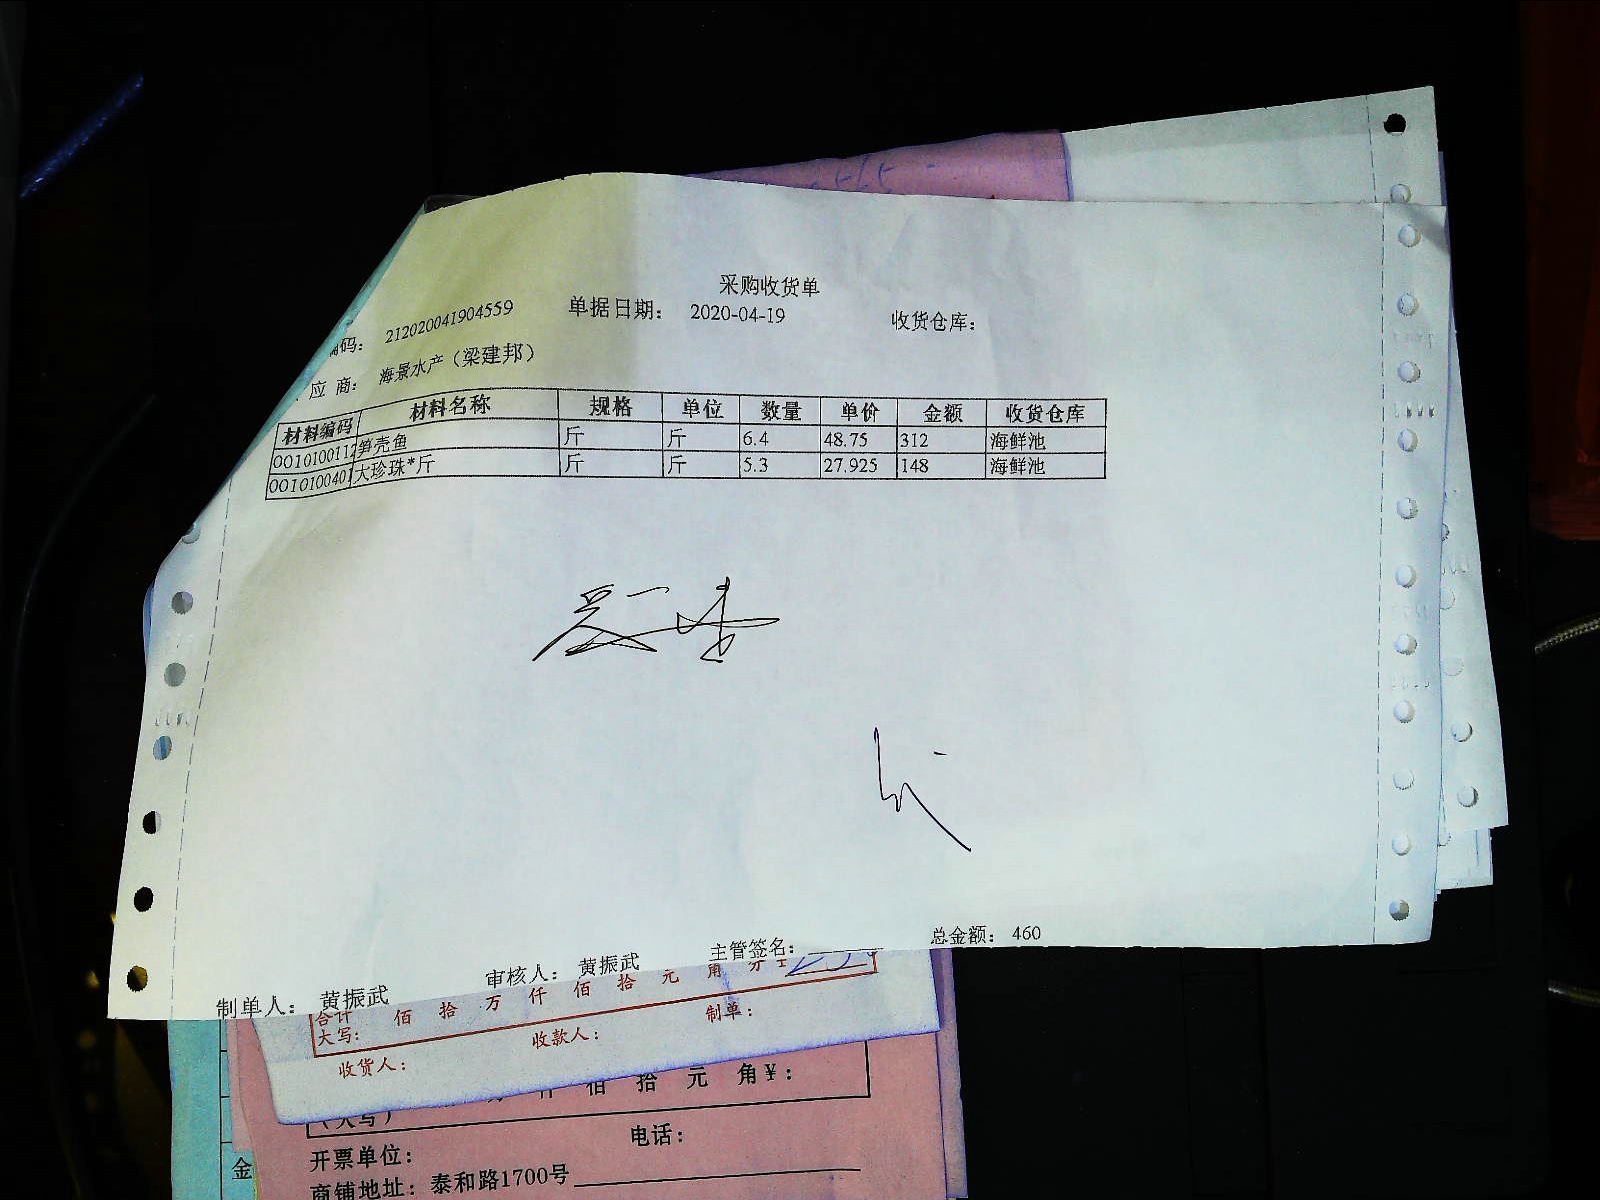 采购收货单
编码： 212020041904559 单据日期： 2020-04-19 收货仓库：
应 商： 海景水产（梁建邦）
材料编码 材料名称 规格 单位 数量 单价 金额 收货仓库
0010100112 笋壳鱼 斤 斤 6.4 48.75 312 海鲜池
0010100401 大珍珠*斤 斤 斤 5.3 27.925 148 海鲜池
制单人： 黄振武 审核人： 黄振武 主管签名： 总金额： 460
合计 佰 拾 万 仟 佰 拾 元 角 分
大写：
收货人： 收款人： 制单：
万 仟 佰 拾 元 角￥：
（大写）
开票单位： 电话：
金 商铺地址：泰和路1700号